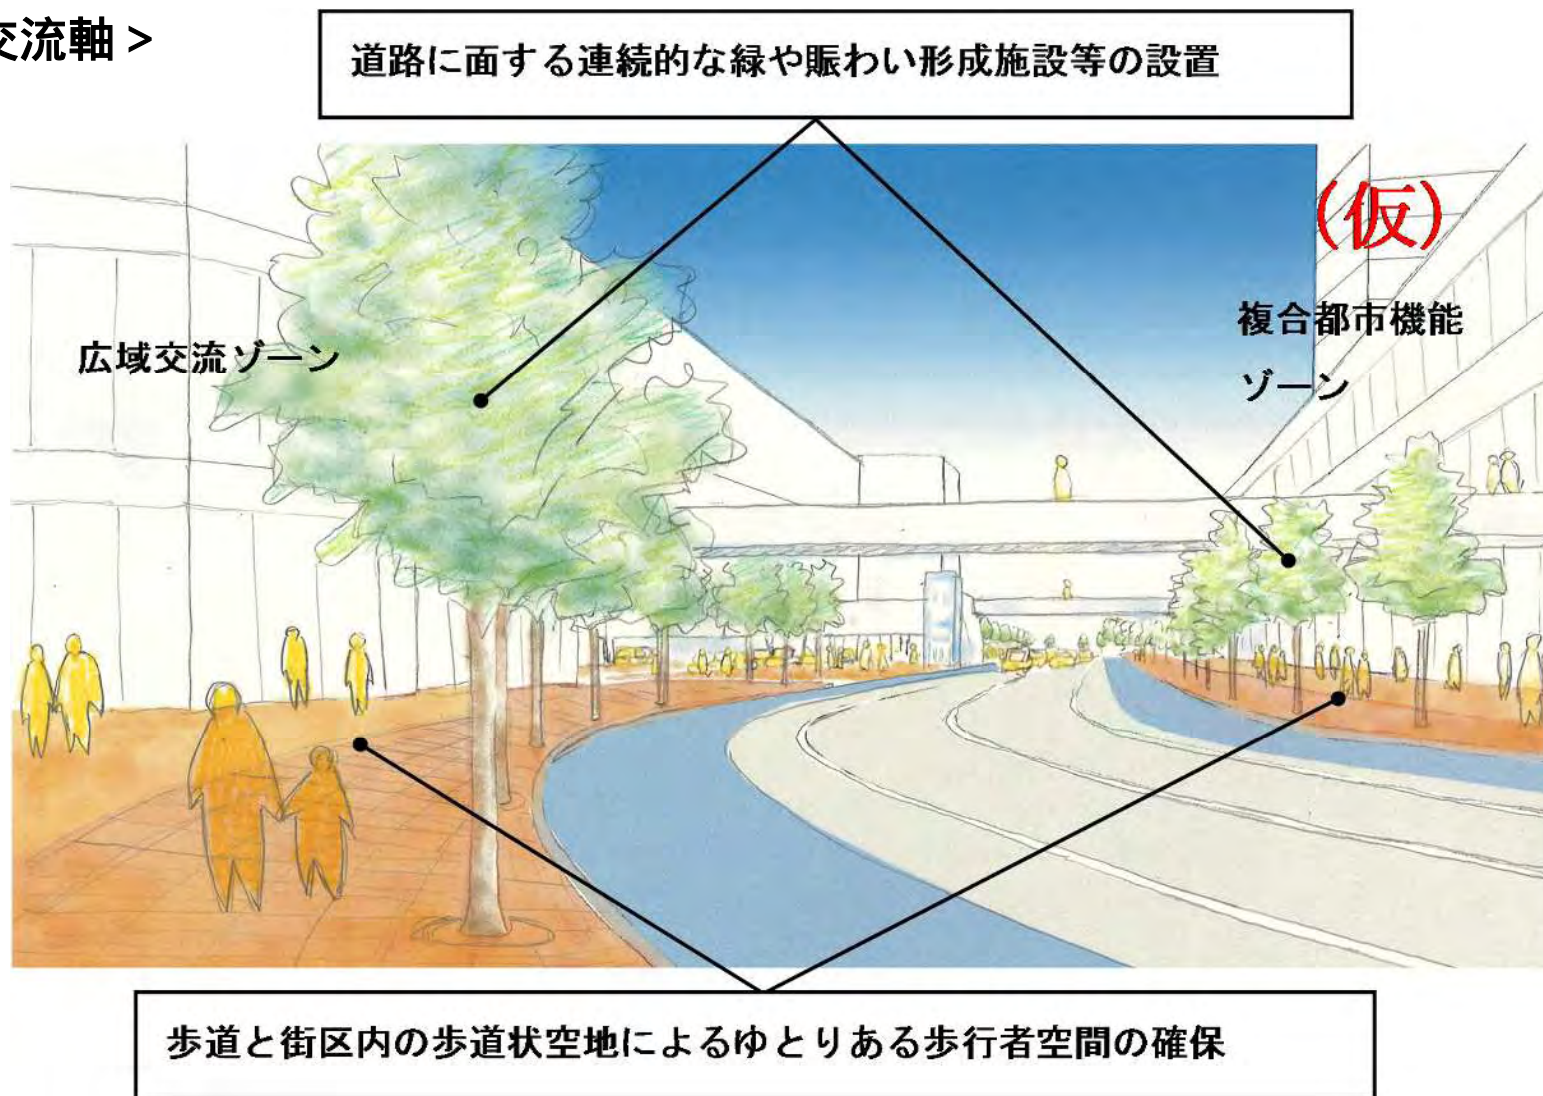 交流軸>
道路に面する連続的な緑や賑わい形成施設等の設置
(仮)
広域交流ゾーン
複合都市機能
ゾーン
歩道と街区内の歩道状空地によるゆとりある歩行者空間の確保